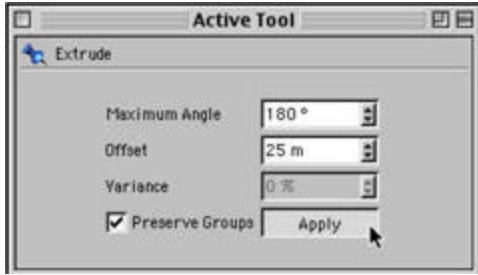 Active Tool
Extrude
Maximum Angle 180 °
Offset 25 m
Variance 0 %
Preserve Groups Apply